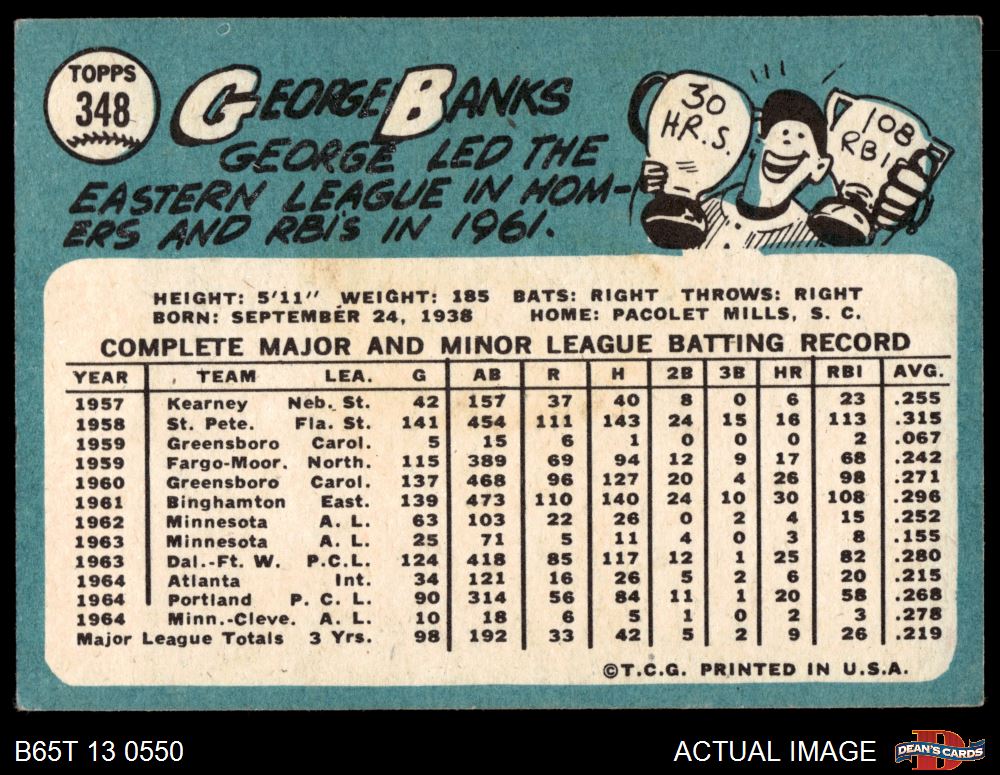 TOPPS
348
GEORGE BANKS
GEORGE LED THE
EASTERN LEAGUE IN HOM-
ERS AND RBI'S IN 1961.
30
HR.S.
108
RBI
HEIGHT: 5'11" WEIGHT: 185 BATS: RIGHT THROWS: RIGHT
BORN: SEPTEMBER 24, 1938 HOME: PACOLET MILLS, S. C.
COMPLETE MAJOR AND MINOR LEAGUE BATTING RECORD
YEAR TEAM LEA. G AB R H 2B 3B HR RBI AVG.
1957 Kearney Neb. St. 42 157 37 40 8 0 6 23 .255
1958 St. Pete. Fla. St. 141 454 111 143 24 15 16 113 .315
1959 Greensboro Carol. 5 15 6 1 0 0 0 2 .067
1959 Fargo-Moor. North. 115 389 69 94 12 9 17 68 .242
1960 Greensboro Carol. 137 468 96 127 20 4 26 98 .271
1961 Binghamton East. 139 473 110 140 24 10 30 108 .296
1962 Minnesota A. L. 63 103 22 26 0 2 4 15 .252
1963 Minnesota A. L. 25 71 5 11 4 0 3 8 .155
1963 Dal.-Ft. W. P.C.L. 124 418 85 117 12 1 25 82 .280
1964 Atlanta Int. 34 121 16 26 5 2 6 20 .215
1964 Portland P. C. L. 90 314 56 84 11 1 20 58 .268
1964 Minn.-Cleve. A. L. 10 18 6 5 1 0 2 3 .278
Major League Totals 3 Yrs. 98 192 33 42 5 2 9 26 .219
©T.C.G. PRINTED IN U.S.A.
B65T 13 0550 ACTUAL IMAGE DEAN'S CARDS